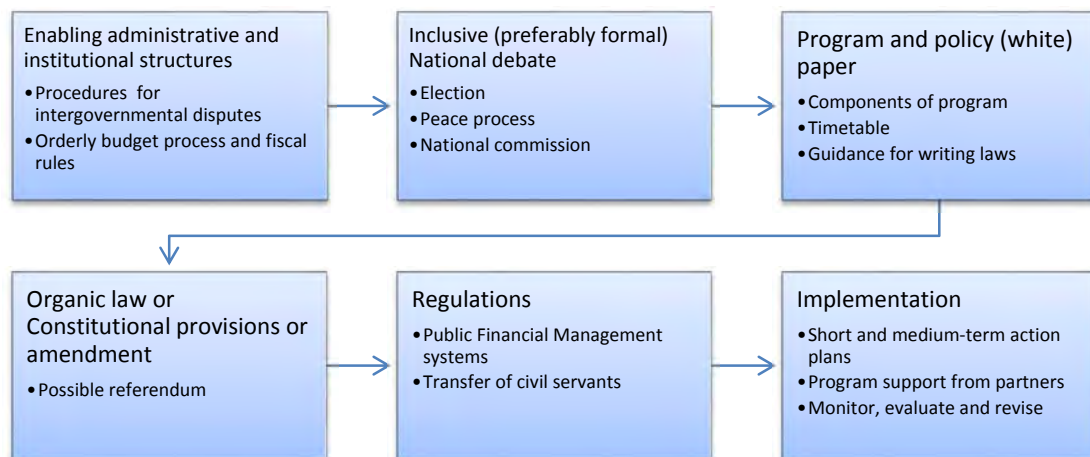 Enabling administrative and
institutional structures
•Procedures for
intergovernmental disputes
•Orderly budget process and fiscal
rules
Inclusive (preferably formal)
National debate
•Election
•Peace process
•National commission
Program and policy (white)
paper
•Components of program
•Timetable
•Guidance for writing laws
Organic law or
Constitutional provisions or
amendment
•Possible referendum
Regulations
•Public Financial Management
systems
•Transfer of civil servants
Implementation
•Short and medium-term action
plans
•Program support from partners
•Monitor, evaluate and revise